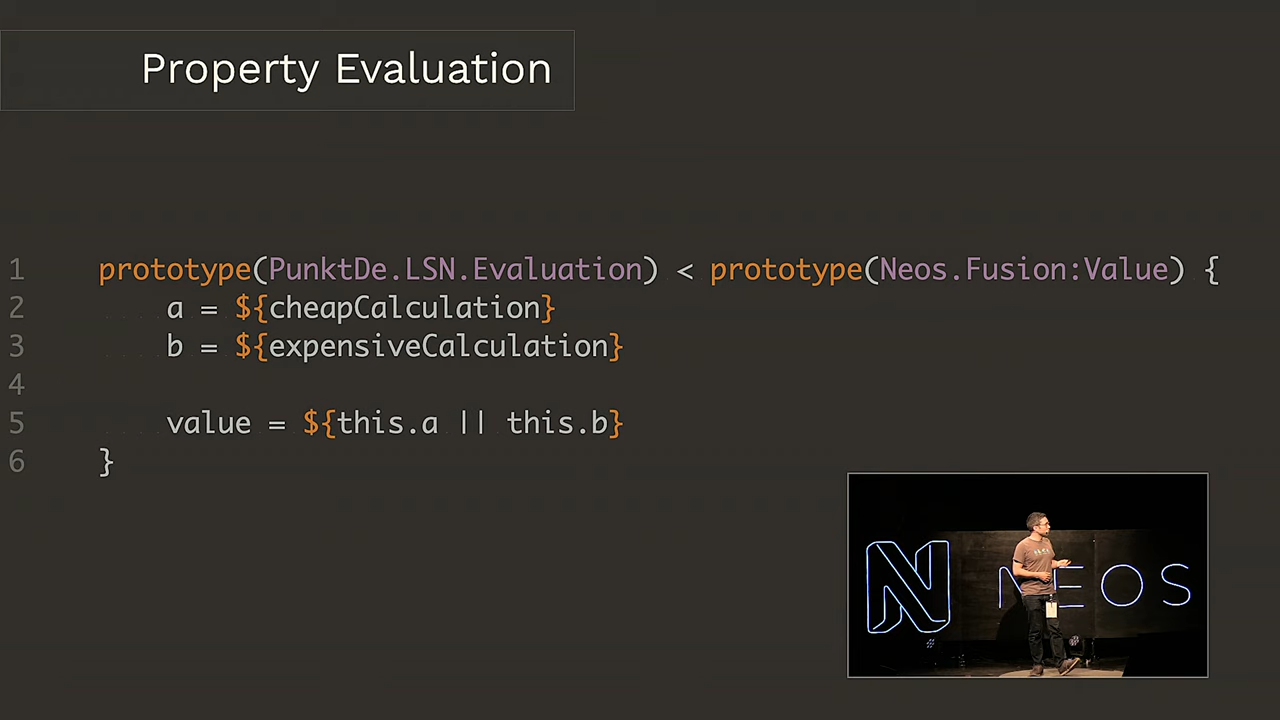 Property Evaluation
1 prototype(PunktDe.LSN.Evaluation) < prototype(Neos.Fusion:Value) {
2 a = ${cheapCalculation}
3 b = ${expensiveCalculation}
4
5 value = ${this.a || this.b}
6 }
N NEOS